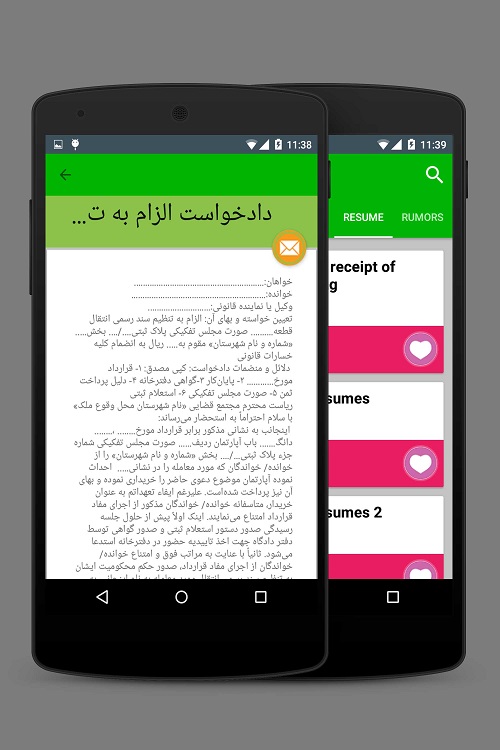 11:38
دادخواست الزام به ت...
خواهان:......................................................
خوانده:........................................................
وکیل یا نماینده قانونی:...........................
تعیین خواسته و بهای آن: الزام به تنظیم سند رسمی انتقال
قطعه......... صورت مجلس تفکیکی پلاک ثبتی..../.... بخش.....
«شماره و نام شهرستان» مقوم به..... ریال به انضمام کلیه
خسارات قانونی
دلائل و منضمات دادخواست: کپی مصدق: ۱- قرارداد
مورخ............ ۲- پایان‌کار ۳-گواهی دفترخانه ۴- دلیل پرداخت
ثمن ۵- صورت مجلس تفکیکی ۶- استعلام ثبتی
ریاست محترم مجتمع قضایی «نام شهرستان محل وقوع ملک»
با سلام احتراماً به استحضار می‌رساند:
اینجانب به نشانی مذکور برابر قرارداد مورخ........ ,........
دانگ....... باب آپارتمان ردیف..... صورت مجلس تفکیکی شماره
جزء پلاک ثبتی.../.... بخش «شماره و نام شهرستان» را از
خوانده/ خواندگان که مورد معامله را در نشانی..... احداث
نموده آپارتمان موضوع دعوی حاضر را خریداری نموده و بهای
آن نیز پرداخت شده‌است. علیرغم ایفاء تعهداتم به عنوان
خریدار، متاسفانه خوانده/ خواندگان مذکور از اجرای مفاد
قرارداد امتناع می‌نمایند. اینک اولاً پیش از حلول جلسه
رسیدگی صدور دستور استعلام ثبتی و صدور گواهی توسط
دفتر دادگاه جهت اخذ تاییدیه حضور در دفترخانه استدعا
می‌شود. ثانیاً با عنایت به مراتب فوق و امتناع خوانده/
خواندگان از اجرای مفاد قرارداد، صدور حکم محکومیت ایشان
11:39
RESUME RUMORS
receipt of
g
sumes
sumes 2